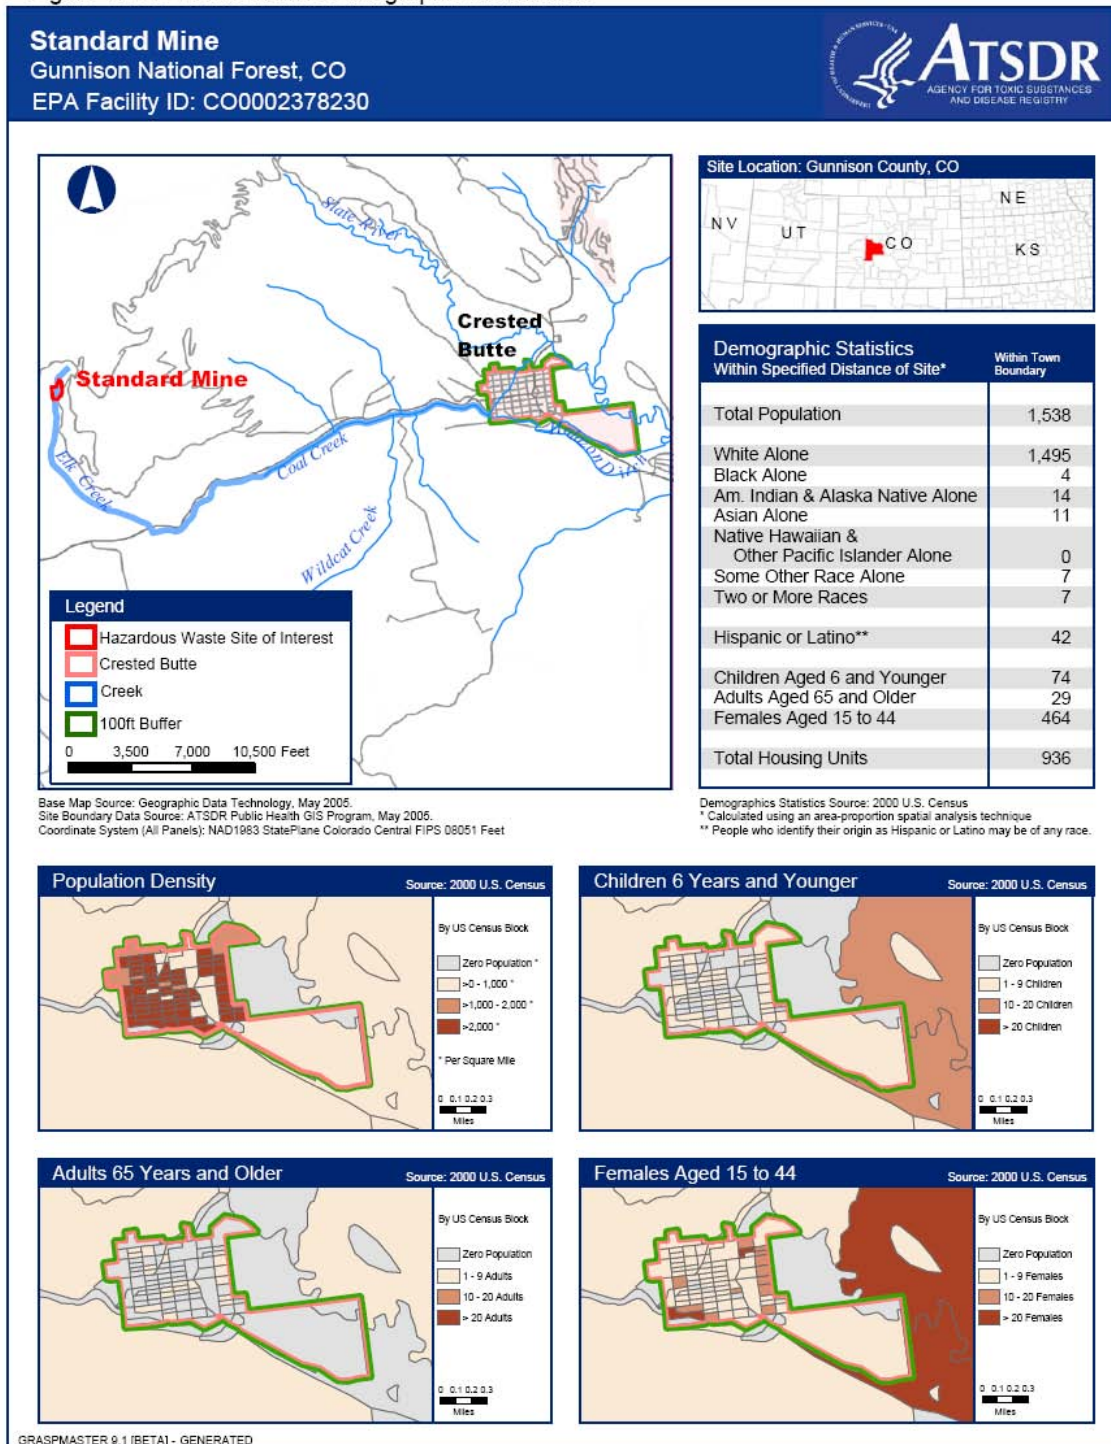 Standard Mine
Gunnison National Forest, CO
EPA Facility ID: CO0002378230
ATSDR
AGENCY FOR TOXIC SUBSTANCES
AND DISEASE REGISTRY
Slate River
Crested
Butte
Standard Mine
Elk Creek
Coal Creek
Wildcat Creek
Ditch
Legend
Hazardous Waste Site of Interest
Crested Butte
Creek
100ft Buffer
0 3,500 7,000 10,500 Feet
Base Map Source: Geographic Data Technology, May 2005.
Site Boundary Data Source: ATSDR Public Health GIS Program, May 2005.
Coordinate System (All Panels): NAD1983 StatePlane Colorado Central FIPS 08051 Feet
Site Location: Gunnison County, CO
NV
UT
CO
NE
KS
Demographic Statistics
Within Specified Distance of Site*
Within Town
Boundary
Total Population 1,538
White Alone 1,495
Black Alone 4
Am. Indian & Alaska Native Alone 14
Asian Alone 11
Native Hawaiian &
Other Pacific Islander Alone 0
Some Other Race Alone 7
Two or More Races 7
Hispanic or Latino** 42
Children Aged 6 and Younger 74
Adults Aged 65 and Older 29
Females Aged 15 to 44 464
Total Housing Units 936
Demographics Statistics Source: 2000 U.S. Census
* Calculated using an area-proportion spatial analysis technique
** People who identify their origin as Hispanic or Latino may be of any race.
Population Density Source: 2000 U.S. Census
By US Census Block
Zero Population *
>0 - 1,000 *
>1,000 - 2,000 *
>2,000 *
* Per Square Mile
0 0.1 0.2 0.3
Miles
Children 6 Years and Younger Source: 2000 U.S. Census
By US Census Block
Zero Population
1 - 9 Children
10 - 20 Children
> 20 Children
0 0.1 0.2 0.3
Miles
Adults 65 Years and Older Source: 2000 U.S. Census
By US Census Block
Zero Population
1 - 9 Adults
10 - 20 Adults
> 20 Adults
0 0.1 0.2 0.3
Miles
Females Aged 15 to 44 Source: 2000 U.S. Census
By US Census Block
Zero Population
1 - 9 Females
10 - 20 Females
> 20 Females
0 0.1 0.2 0.3
Miles
GRASPMASTER 9.1 [BETA] - GENERATED